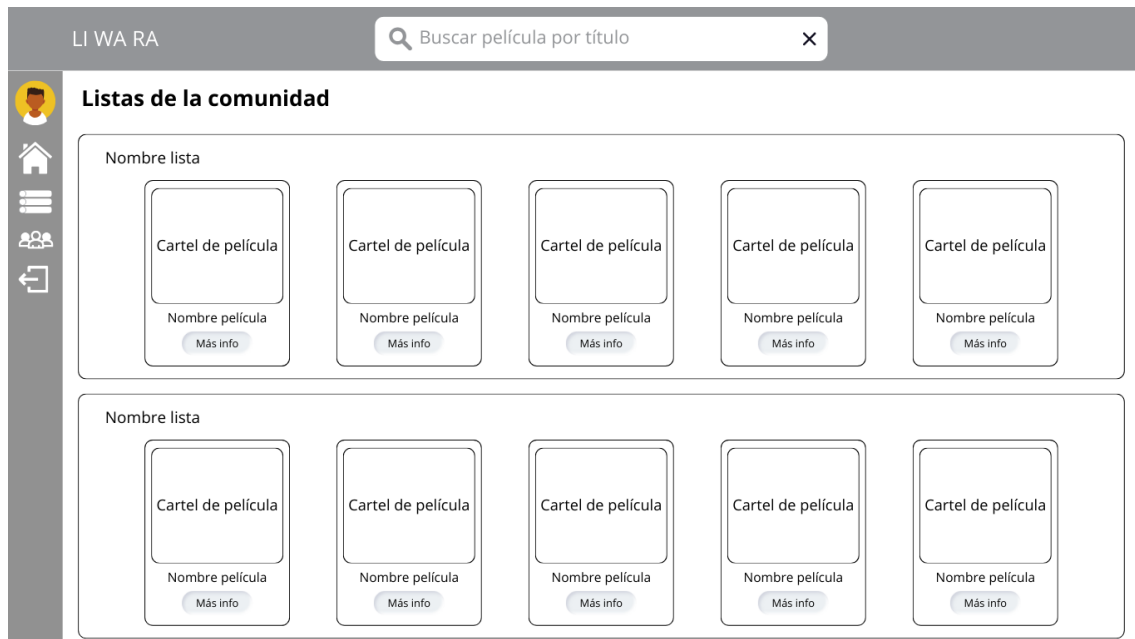 LI WA RA
Buscar película por título
Listas de la comunidad
Nombre lista
Cartel de película Cartel de película Cartel de película Cartel de película Cartel de película
Nombre película Nombre película Nombre película Nombre película Nombre película
Más info Más info Más info Más info Más info
Nombre lista
Cartel de película Cartel de película Cartel de película Cartel de película Cartel de película
Nombre película Nombre película Nombre película Nombre película Nombre película
Más info Más info Más info Más info Más info